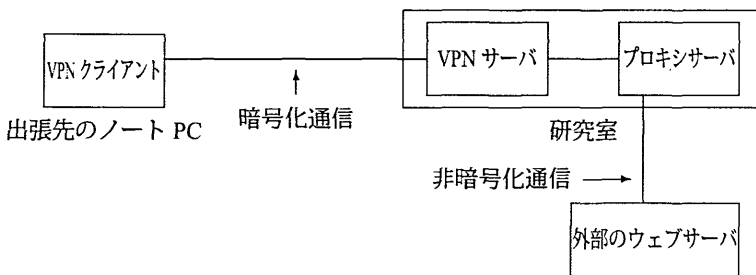 VPN クライアント
出張先のノート PC
暗号化通信
VPN サーバ
プロキシサーバ
研究室
非暗号化通信
外部のウェブサーバ